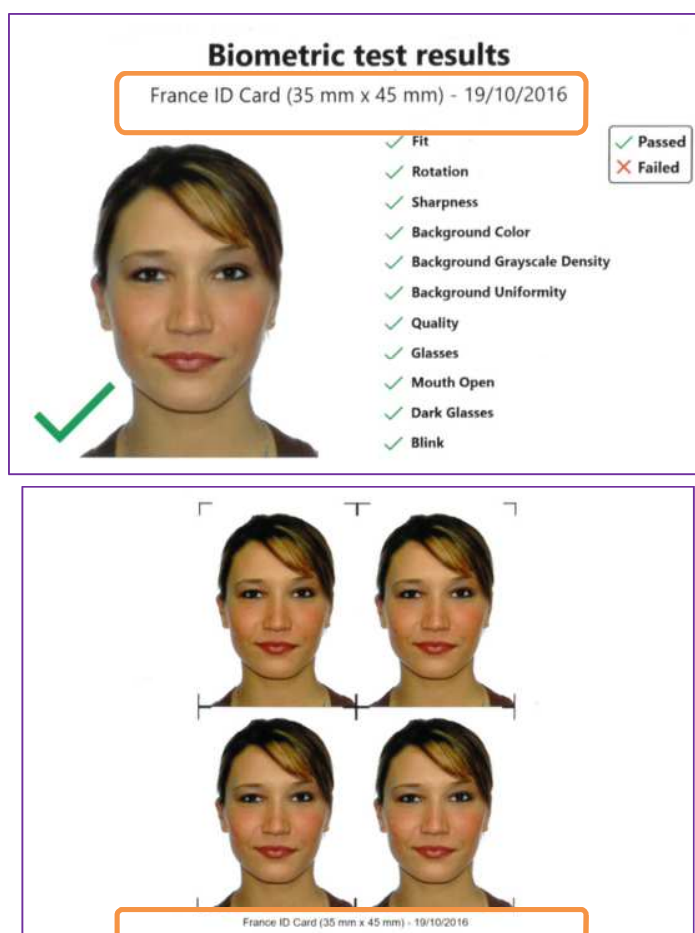 Biometric test results
France ID Card (35 mm x 45 mm) - 19/10/2016
Fit
Rotation
Sharpness
Background Color
Background Grayscale Density
Background Uniformity
Quality
Glasses
Mouth Open
Dark Glasses
Blink
Passed
Failed
France ID Card (35 mm x 45 mm) - 19/10/2016